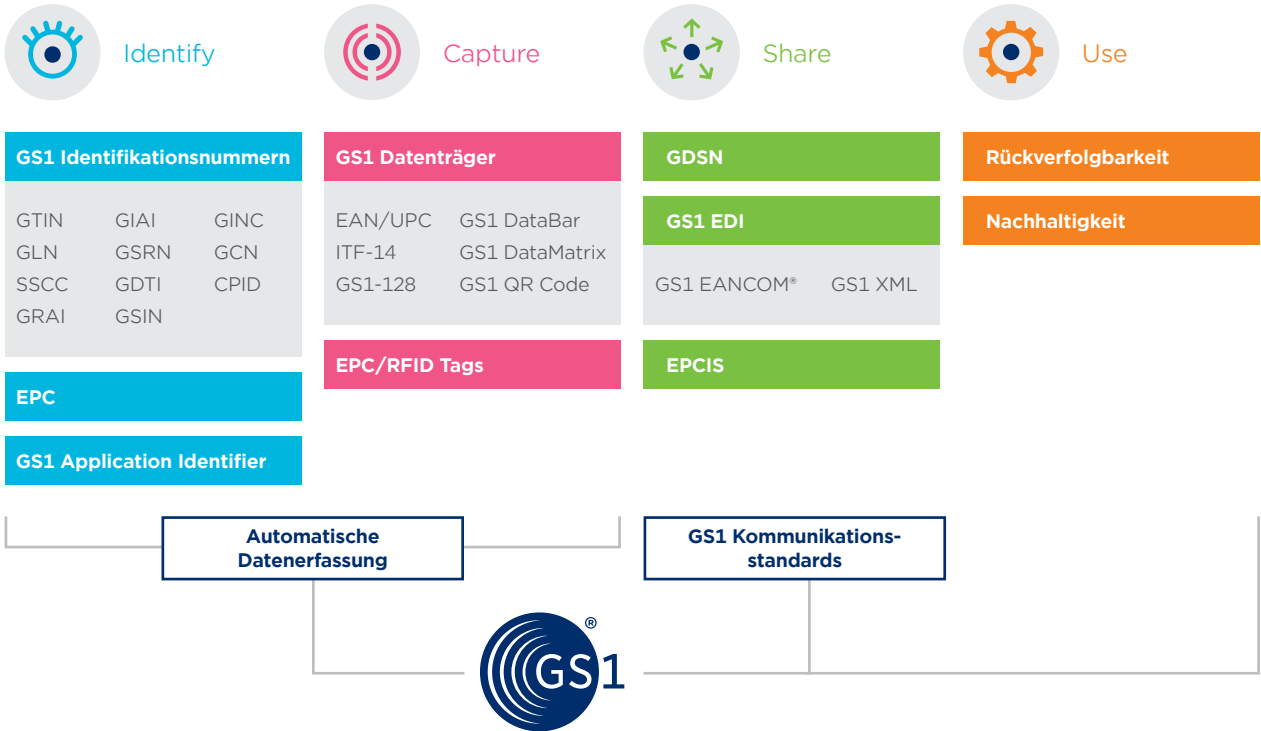 Identify
Capture
Share
Use
GS1 Identifikationsnummern
GTIN GIAI GINC
GLN GSRN GCN
SSCC GDTI CPID
GRAI GSIN
EPC
GS1 Application Identifier
GS1 Datenträger
EAN/UPC GS1 DataBar
ITF-14 GS1 DataMatrix
GS1-128 GS1 QR Code
EPC/RFID Tags
GDSN
GS1 EDI
GS1 EANCOM® GS1 XML
EPCIS
Rückverfolgbarkeit
Nachhaltigkeit
Automatische
Datenerfassung
GS1 Kommunikations-
standards
GS1®